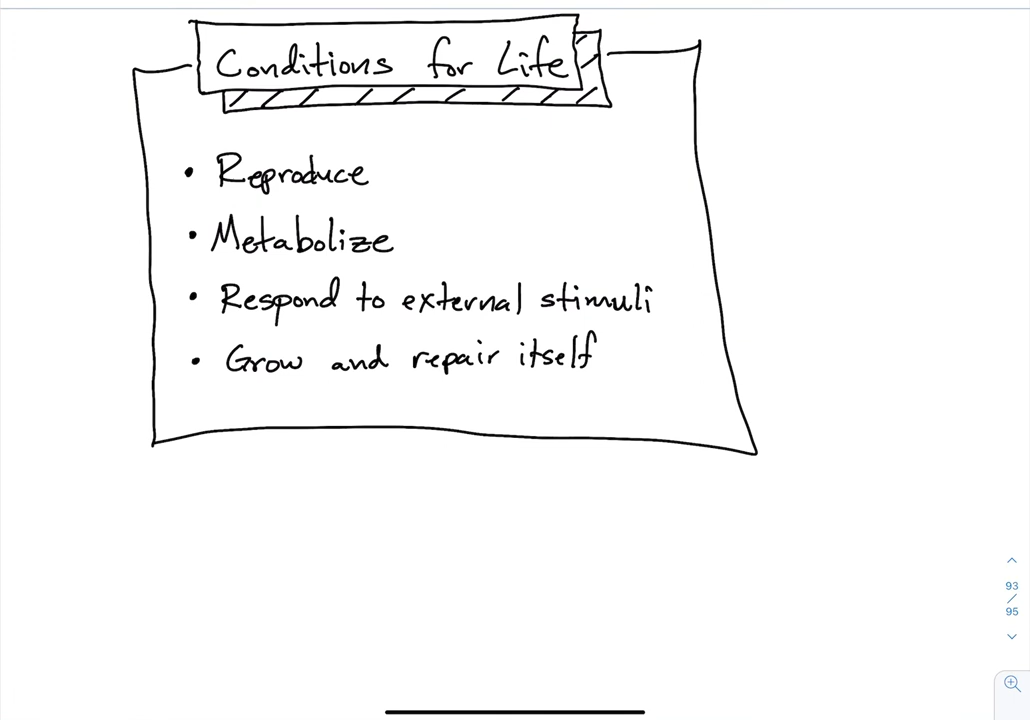 Conditions for Life
• Reproduce
• Metabolize
• Respond to external stimuli
• Grow and repair itself
93
/
95